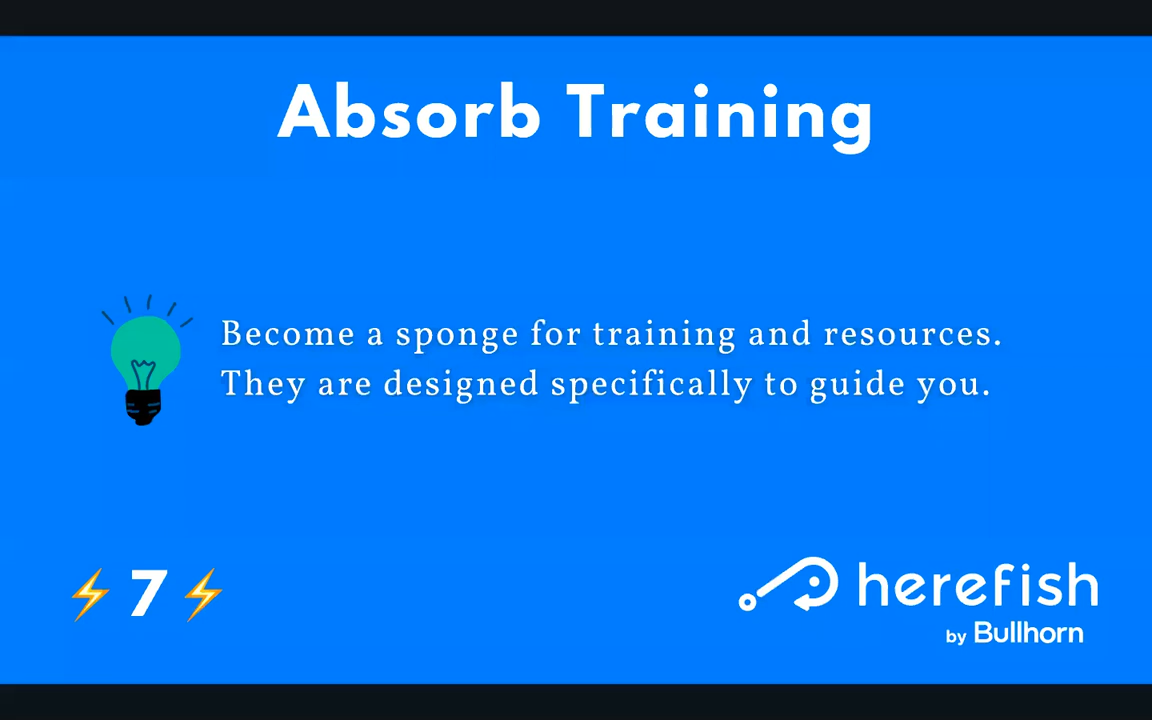 Absorb Training
Become a sponge for training and resources.
They are designed specifically to guide you.
⚡ 7 ⚡
herefish
by Bullhorn